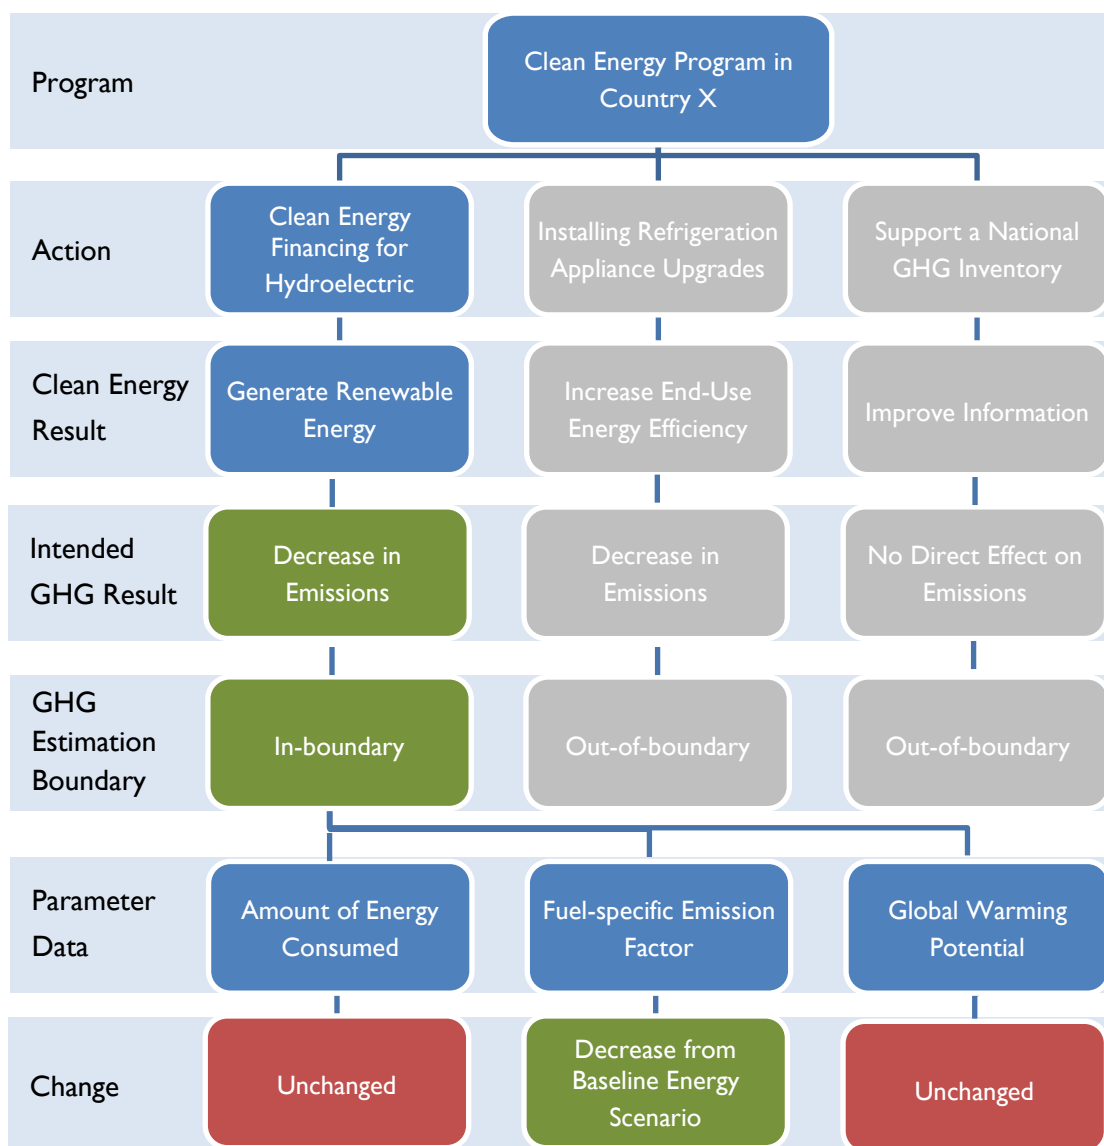 Program
Clean Energy Program in
Country X
Action
Clean Energy
Financing for
Hydroelectric
Installing Refrigeration
Appliance Upgrades
Support a National
GHG Inventory
Clean Energy
Result
Generate Renewable
Energy
Increase End-Use
Energy Efficiency
Improve Information
Intended
GHG Result
Decrease in
Emissions
Decrease in
Emissions
No Direct Effect on
Emissions
GHG
Estimation
Boundary
In-boundary
Out-of-boundary
Out-of-boundary
Parameter
Data
Amount of Energy
Consumed
Fuel-specific Emission
Factor
Global Warming
Potential
Change
Unchanged
Decrease from
Baseline Energy
Scenario
Unchanged